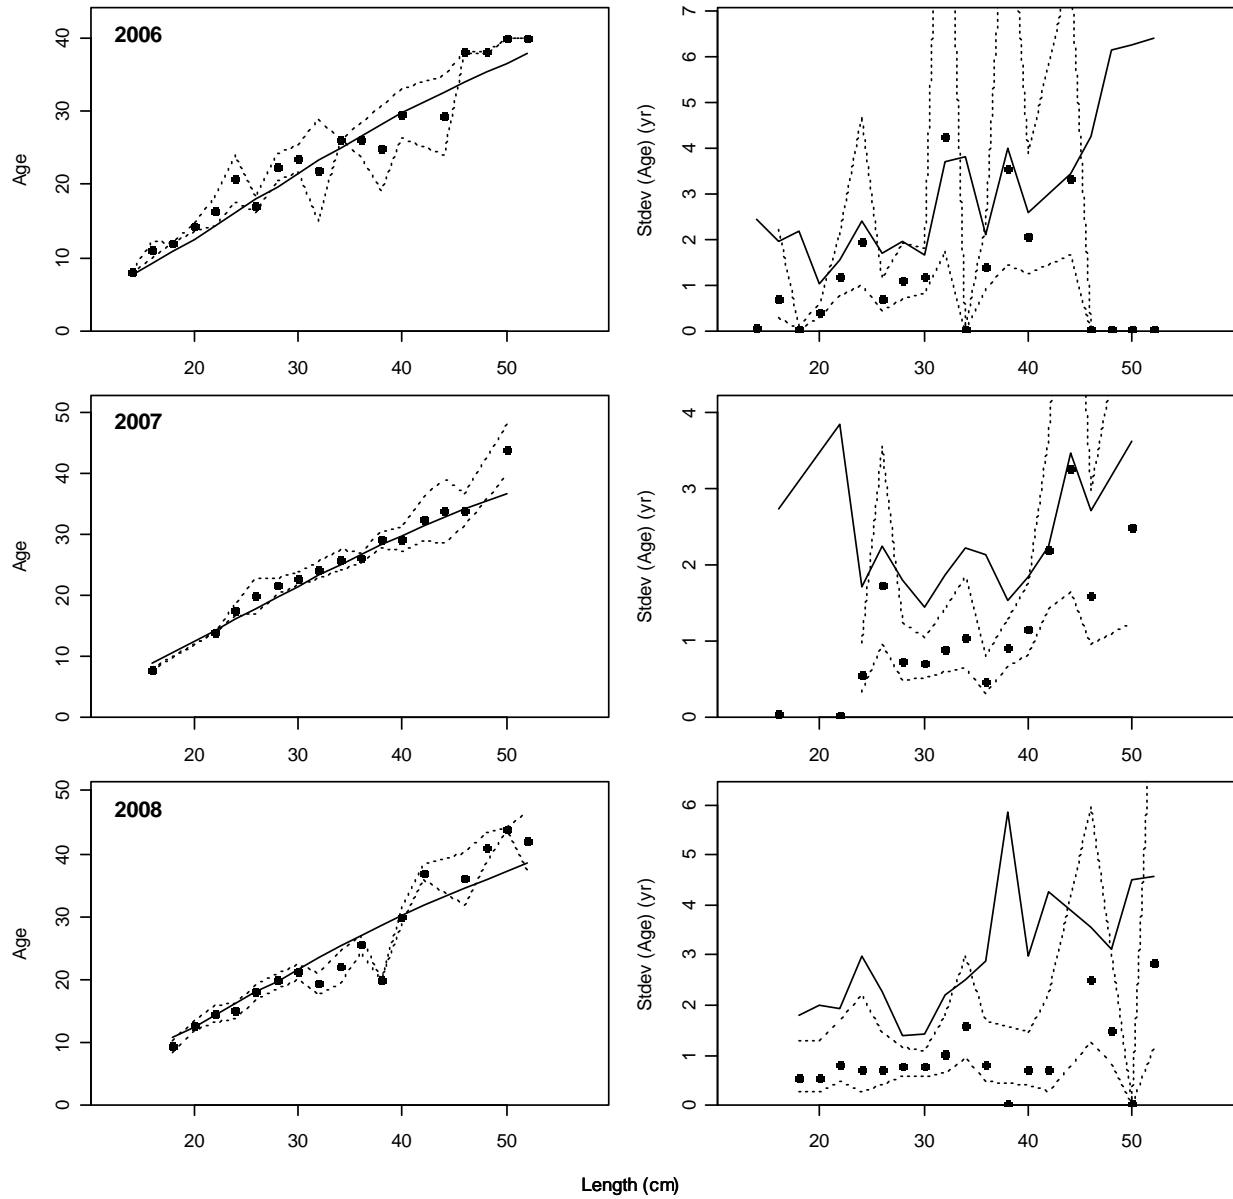 2006
Age
0 10 20 30 40
20 30 40 50
Stdev (Age) (yr)
0 1 2 3 4 5 6 7
20 30 40 50
2007
Age
0 10 20 30 40 50
20 30 40 50
Stdev (Age) (yr)
0 1 2 3 4
20 30 40 50
2008
Age
0 10 20 30 40 50
20 30 40 50
Stdev (Age) (yr)
0 1 2 3 4 5 6
20 30 40 50
Length (cm)